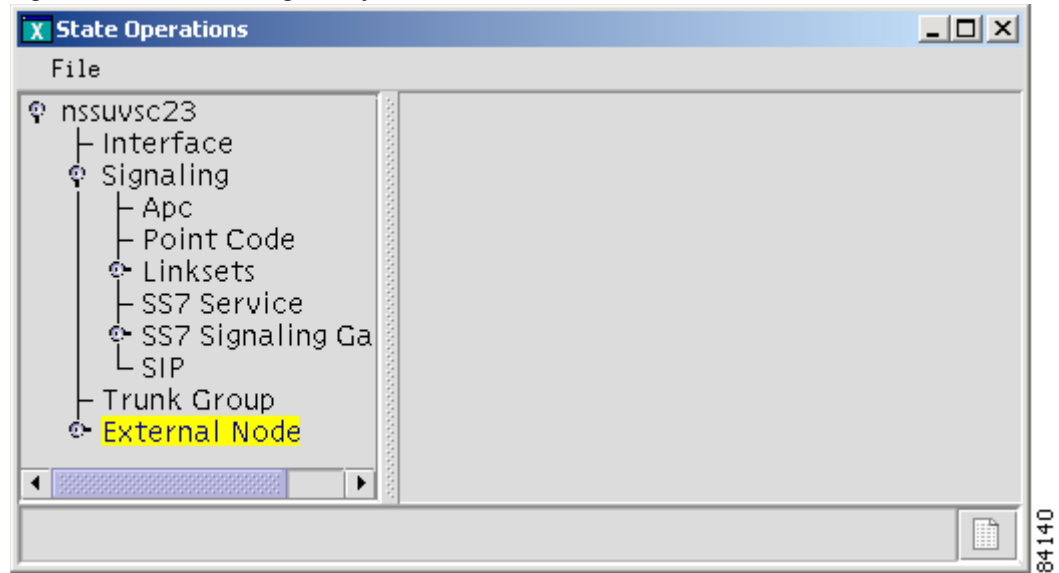 State Operations
File
nssuvsc23
Interface
Signaling
Apc
Point Code
Linksets
SS7 Service
SS7 Signaling Ga
SIP
Trunk Group
External Node
84140